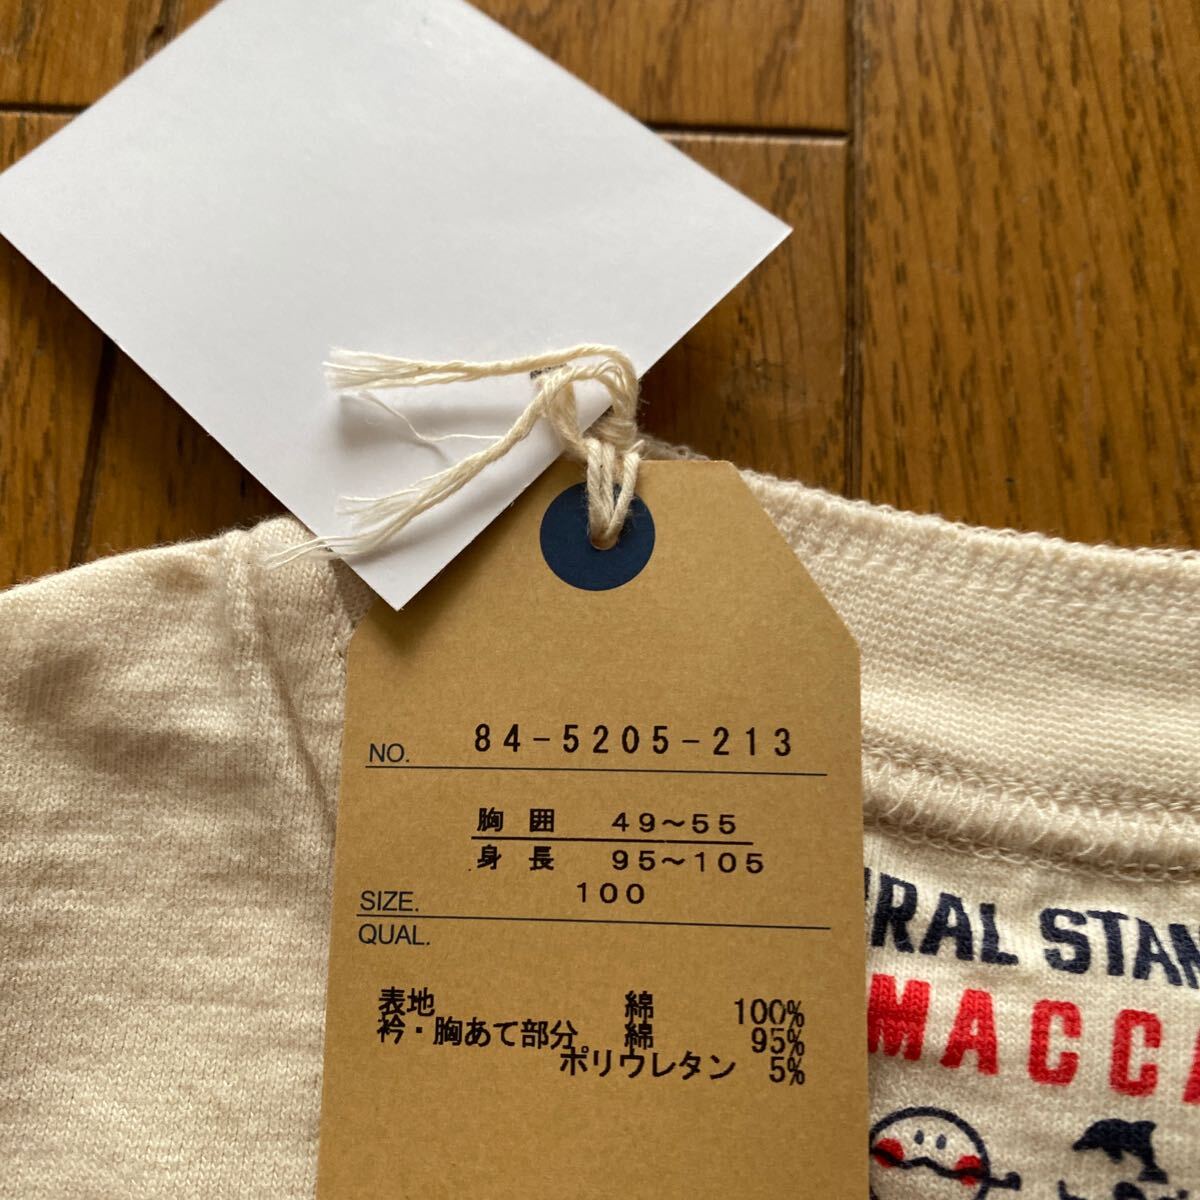 NO. 84-5205-213
胸囲 49～55
身長 95～105
SIZE. 100
QUAL.
表地 綿 100%
衿・胸あて部分 綿 95%
ポリウレタン 5%
RAL STAN
MACC